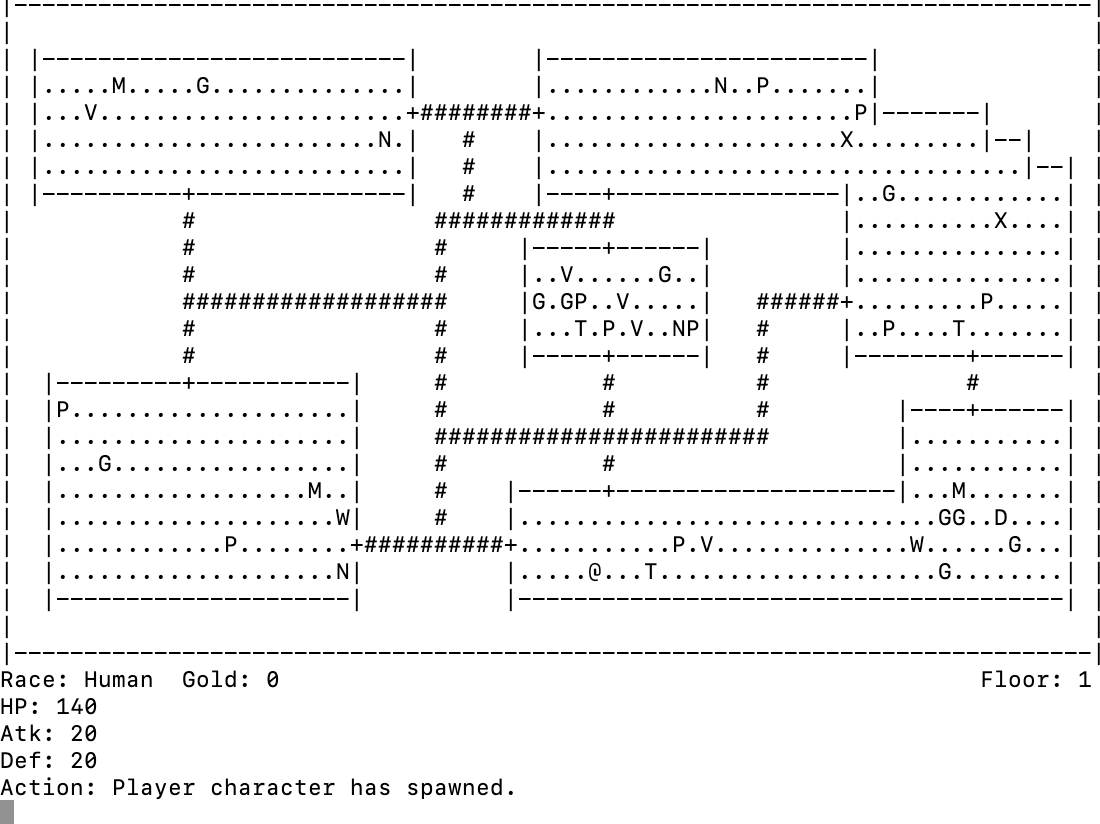 |-----------------------------------------------------------------------------|
|                                                                             |
| |--------------------------|        |-----------------------|               |
| |.....M.....G..............|        |............N..P.......|               |
| |...V......................+########+......................P|-------|       |
| |........................N.|   #    |.....................X.........|--|    |
| |..........................|   #    |..................................|--| |
| |----------+---------------|   #    |----+----------------|..G............| |
|            #                 #############                |..........X....| |
|            #                 #     |-----+------|         |...............| |
|            #                 #     |..V......G..|         |...............| |
|            ###################     |G.GP..V.....|   ######+.........P.....| |
|            #                 #     |...T.P.V..NP|   #     |..P....T.......| |
|            #                 #     |-----+------|   #     |--------+------| |
|  |---------+-----------|     #           #          #              #        |
|  |P....................|     #           #          #         |----+------| |
|  |.....................|     ########################         |...........| |
|  |...G.................|     #           #                    |...........| |
|  |..................M..|     #    |------+--------------------|...M.......| |
|  |....................W|     #    |..............................GG..D....| |
|  |............P........+##########+...........P.V..............W......G...| |
|  |....................N|          |.....@...T....................G........| |
|  |---------------------|          |---------------------------------------| |
|                                                                             |
|-----------------------------------------------------------------------------|
Race: Human  Gold: 0                                                  Floor: 1
HP: 140
Atk: 20
Def: 20
Action: Player character has spawned.